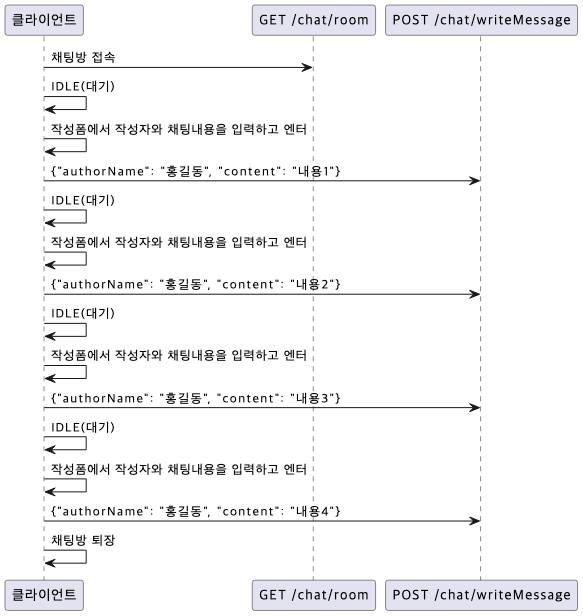 클라이언트
GET /chat/room
POST /chat/writeMessage
채팅방 접속
IDLE(대기)
작성폼에서 작성자와 채팅내용을 입력하고 엔터
{"authorName": "홍길동", "content": "내용1"}
IDLE(대기)
작성폼에서 작성자와 채팅내용을 입력하고 엔터
{"authorName": "홍길동", "content": "내용2"}
IDLE(대기)
작성폼에서 작성자와 채팅내용을 입력하고 엔터
{"authorName": "홍길동", "content": "내용3"}
IDLE(대기)
작성폼에서 작성자와 채팅내용을 입력하고 엔터
{"authorName": "홍길동", "content": "내용4"}
채팅방 퇴장
클라이언트
GET /chat/room
POST /chat/writeMessage